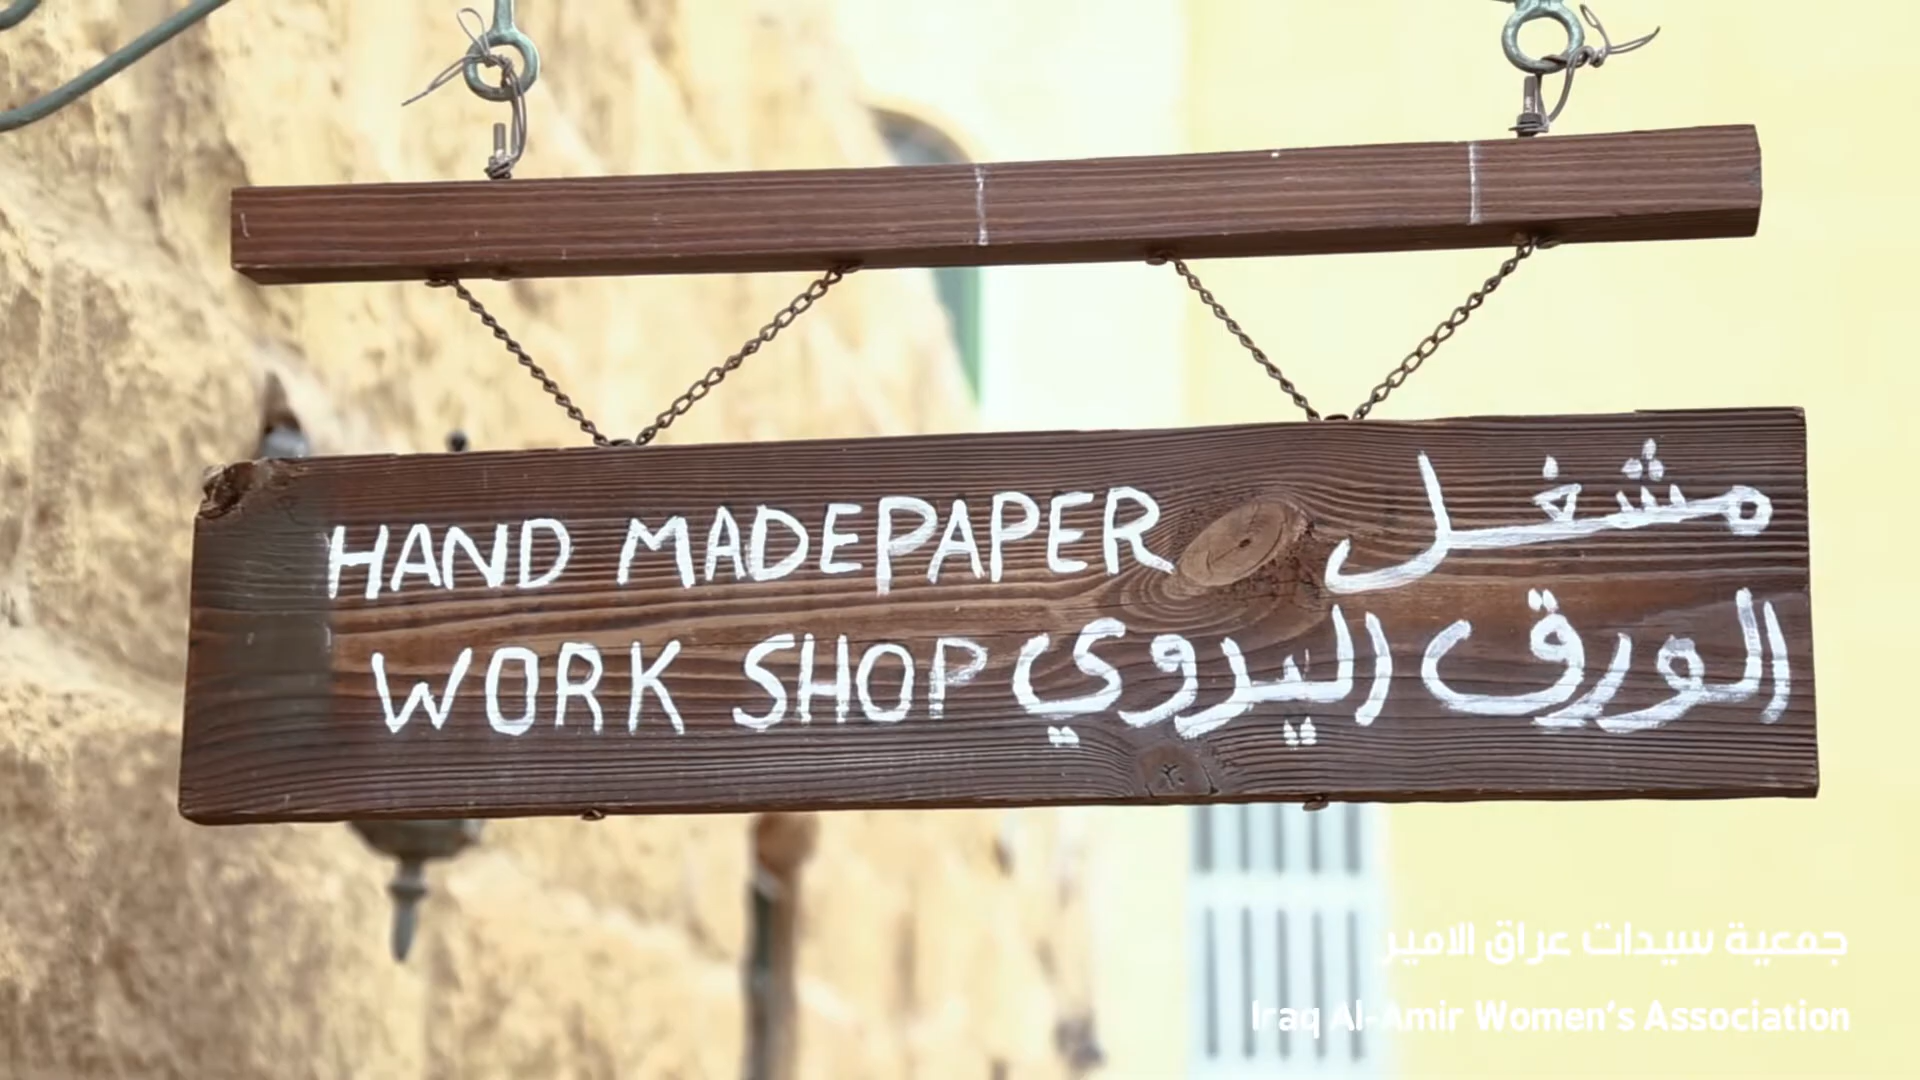 HAND MADEPAPER
WORK SHOP
مشغل
الورق اليدوي
جمعية سيدات عراق الامير
Iraq Al-Amir Women's Association